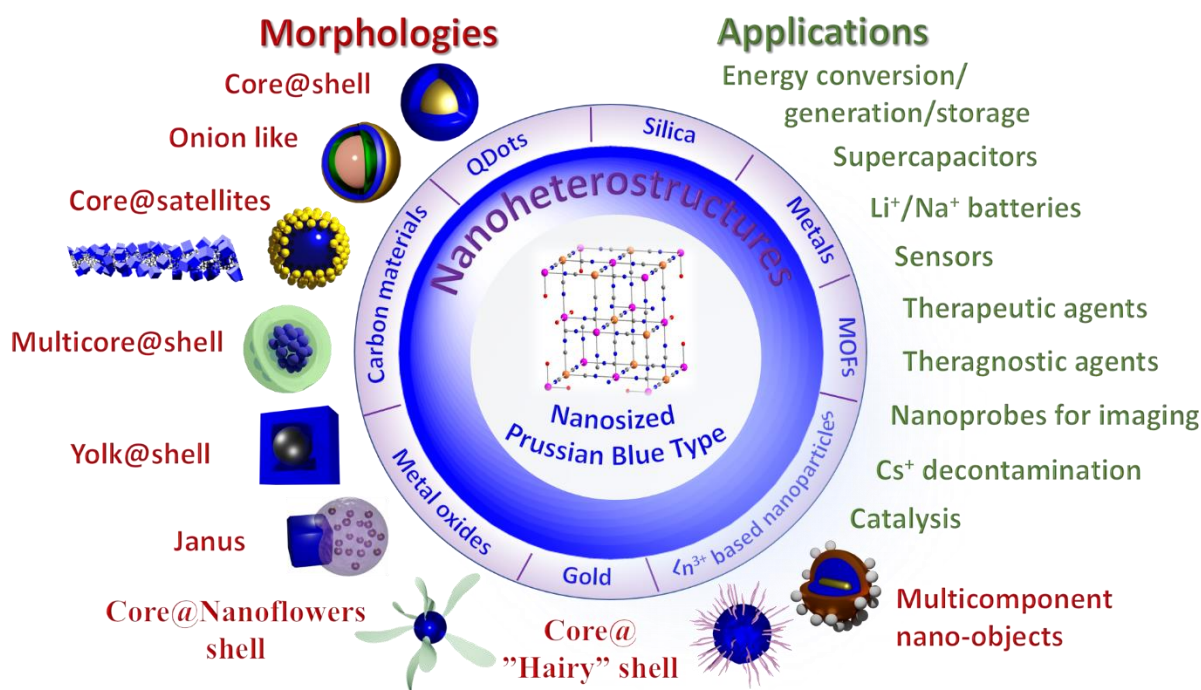 Morphologies
Core@shell
Onion like
Core@satellites
Multicore@shell
Yolk@shell
Janus
Core@Nanoflowers
shell
Core@
”Hairy” shell
Multicomponent
nano-objects
Applications
Energy conversion/
generation/storage
Supercapacitors
Li⁺/Na⁺ batteries
Sensors
Therapeutic agents
Theragnostic agents
Nanoprobes for imaging
Cs⁺ decontamination
Catalysis
QDots
Silica
Metals
MOFs
Ln³⁺ based nanoparticles
Gold
Metal oxides
Carbon materials
Nanoheterostructures
Nanosized
Prussian Blue Type